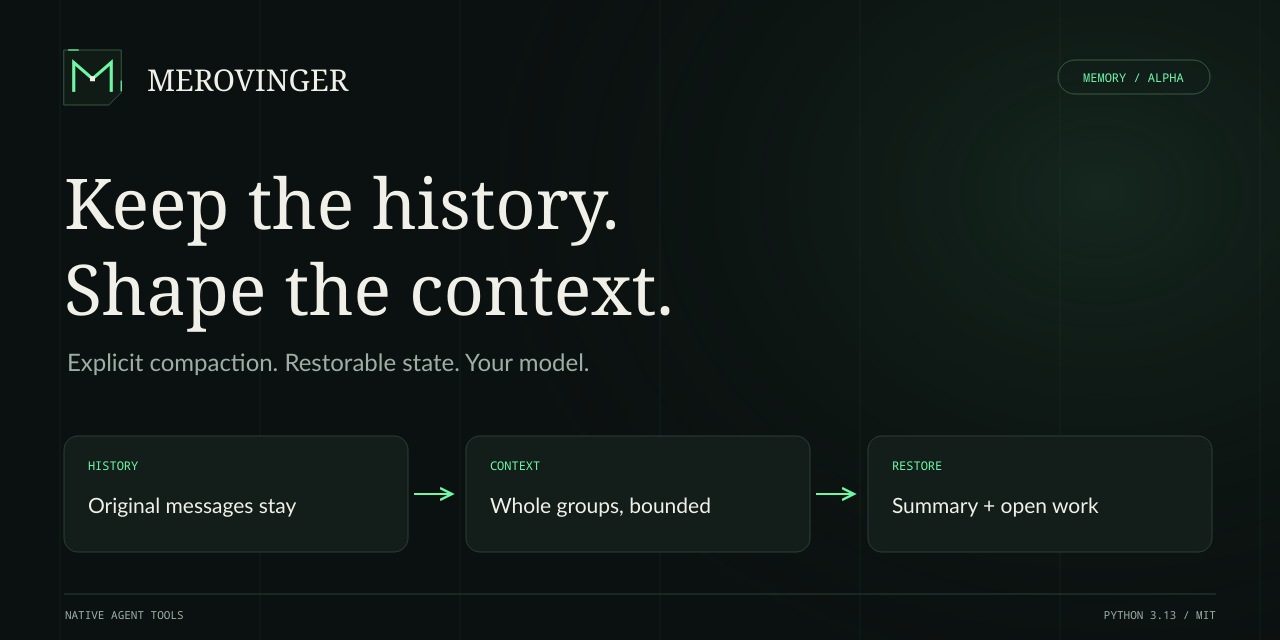 MEROVINGER
MEMORY / ALPHA
Keep the history.
Shape the context.
Explicit compaction. Restorable state. Your model.
HISTORY
Original messages stay
CONTEXT
Whole groups, bounded
RESTORE
Summary + open work
NATIVE AGENT TOOLS
PYTHON 3.13 / MIT